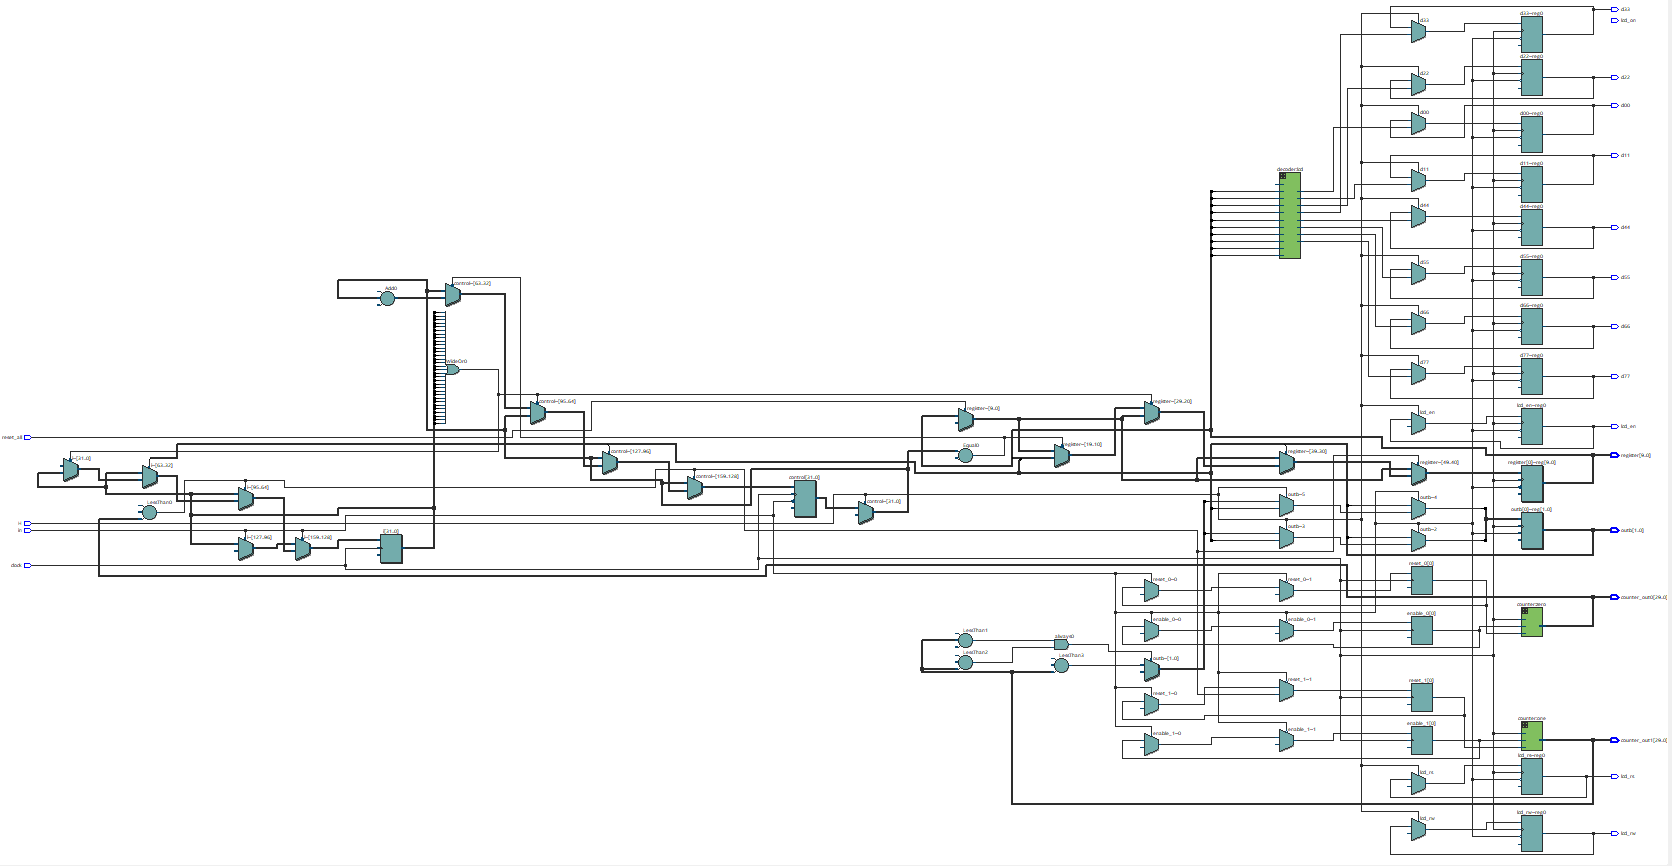 d33
d33~reg0
d33
lcd_on
d22~reg0
d22
d22
d00
d00
d00~reg0
d11
d11~reg0
d11
decoder:lcd
d44
d44~reg0
d44
d55~reg0
d55
d55
control~[63..32]
Add0
d66~reg0
d66
d66
d77~reg0
d77
WideOr0
d77
control~[95..64]
register~[9..0]
register~[29..20]
lcd_en
lcd_en~reg0
lcd_en
reset_all
Equal0
register~[19..10]
control~[127..96]
register~[39..30]
register[9..0]
i~[31..0]
i~[63..32]
register~[49..40]
register[0]~reg[9..0]
control~[159..128]
control[31..0]
i~[95..64]
outb~5
outb~4
LessThan0
control~[31..0]
outb[0]~reg[1..0]
outb~3
outb~2
outb[1..0]
in
i~[127..96]
i~[159..128]
i[31..0]
clock
reset_0~0
reset_0~1
reset_0[0]
counter_out0[29..0]
counter:zero
enable_0~0
enable_0~1
enable_0[0]
LessThan1
always0
LessThan2
LessThan3
outb~[1..0]
reset_1~1
reset_1[0]
reset_1~0
counter:one
enable_1~0
enable_1~1
enable_1[0]
counter_out1[29..0]
lcd_rs
lcd_rs~reg0
lcd_rs
lcd_rw
lcd_rw~reg0
lcd_rw